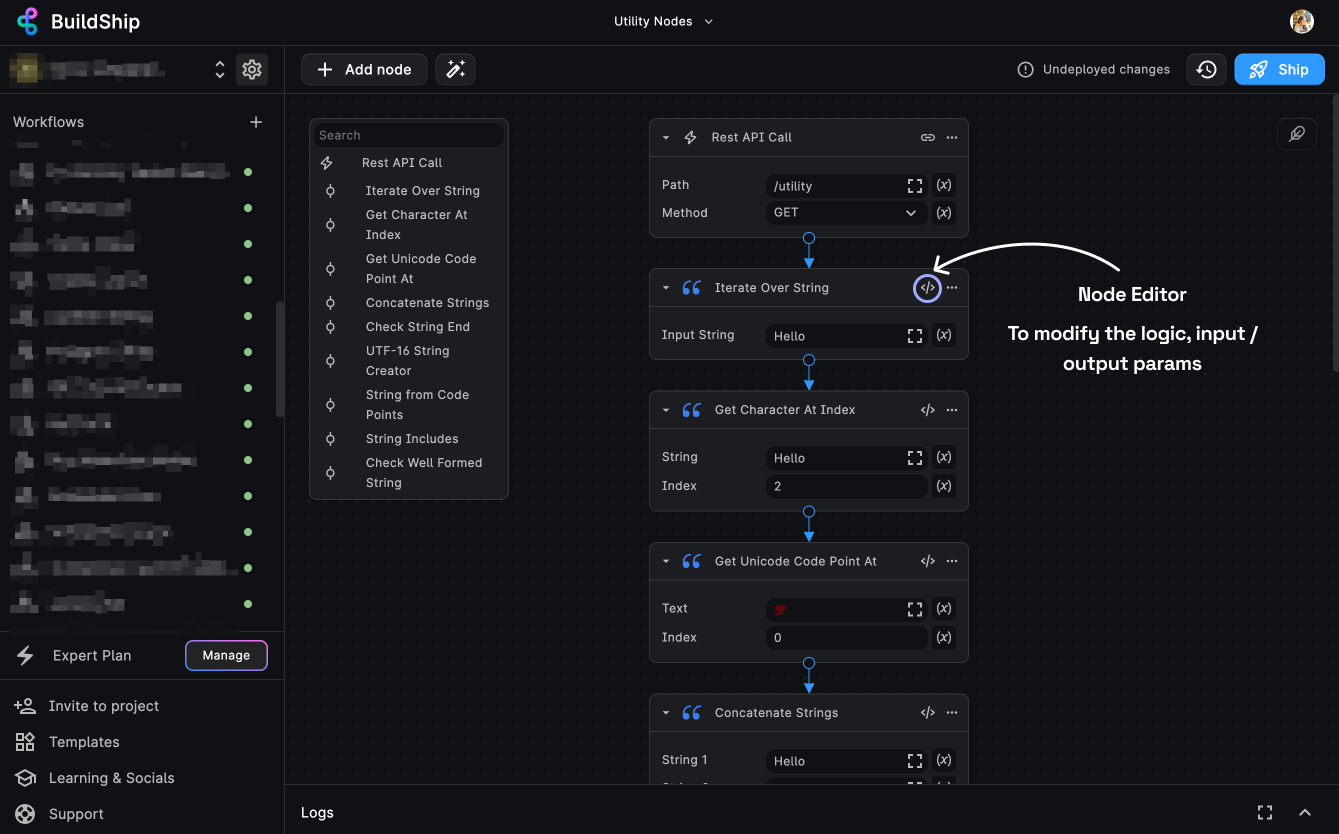 BuildShip
Utility Nodes
Add node
Undeployed changes
Ship
Workflows
Expert Plan
Manage
Invite to project
Templates
Learning & Socials
Support
Search
Rest API Call
Iterate Over String
Get Character At
Index
Get Unicode Code
Point At
Concatenate Strings
Check String End
UTF-16 String
Creator
String from Code
Points
String Includes
Check Well Formed
String
Rest API Call
Path
/utility
(x)
Method
GET
(x)
Iterate Over String
</>
Input String
Hello
(x)
Get Character At Index
</>
String
Hello
(x)
Index
2
(x)
Get Unicode Code Point At
</>
Text
💯
(x)
Index
0
(x)
Concatenate Strings
</>
String 1
Hello
(x)
Node Editor
To modify the logic, input /
output params
Logs